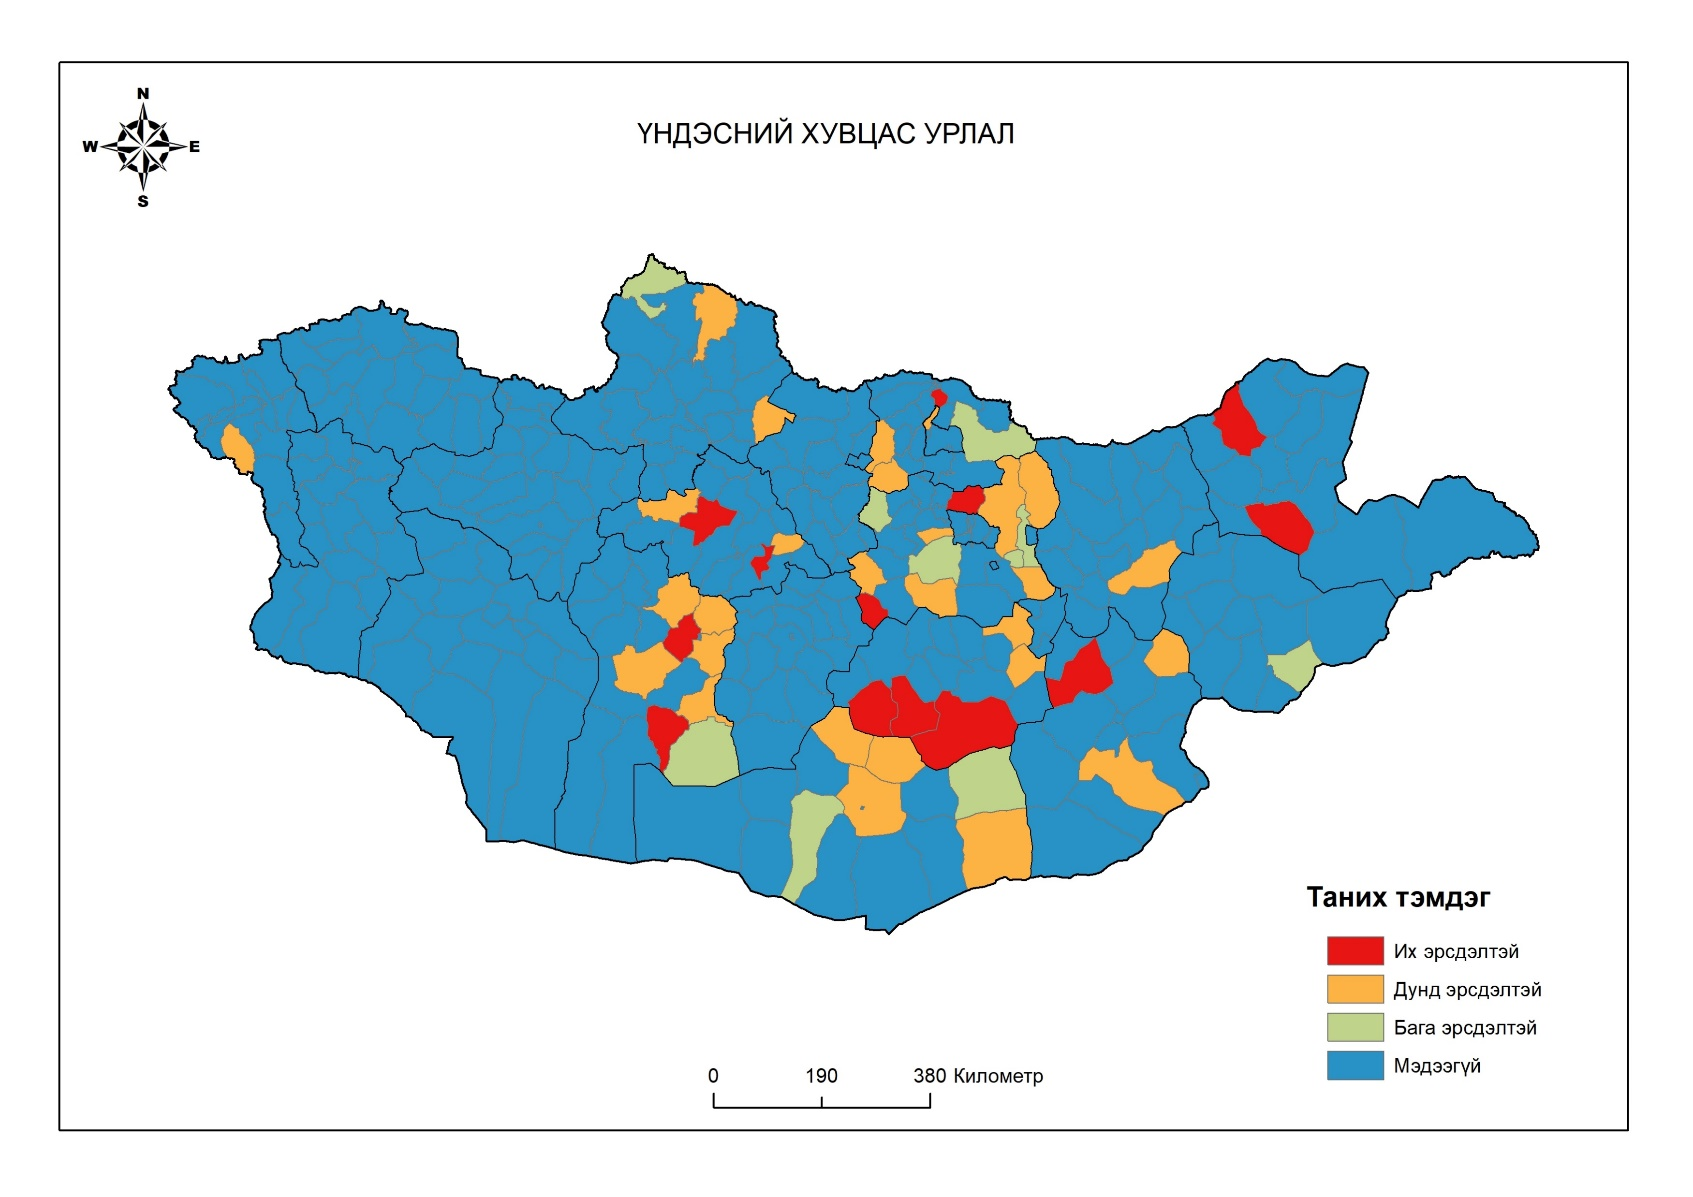 N
ҮНДЭСНИЙ ХУВЦАС УРЛАЛ
W E
S
Таних тэмдэг
Их эрсдэлтэй
Дунд эрсдэлтэй
Бага эрсдэлтэй
Мэдээгүй
0 190 380 Километр